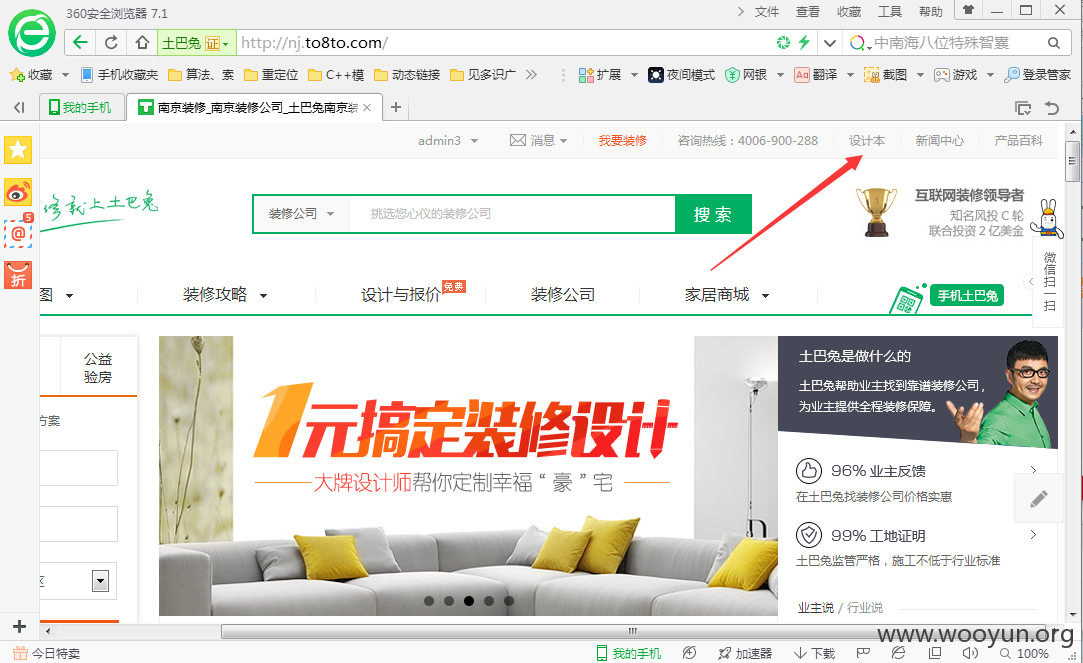 360安全浏览器 7.1
文件 查看 收藏 工具 帮助
土巴兔 证 http://nj.to8to.com/ 中南海八位特殊智囊
收藏 手机收藏夹 算法、素 重定位 C++模 动态链接 见多识广 扩展 夜间模式 网银 Aa 翻译 截图 游戏 登录管家
我的手机 南京装修_南京装修公司_土巴兔南京装
admin3 消息 我要装修 咨询热线：4006-900-288 设计本 新闻中心 产品百科
修我上土巴兔
装修公司 挑选您心仪的装修公司 搜 索
互联网装修领导者
知名风投 C 轮
联合投资 2 亿美金
5
@
折
微信扫一扫
图 装修攻略 设计与报价 免费 装修公司 家居商城 手机土巴兔
公益
验房
方案
区
1元搞定装修设计
大牌设计师帮你定制幸福“豪”宅
土巴兔是做什么的
土巴兔帮助业主找到靠谱装修公司，
为业主提供全程装修保障。
96% 业主反馈
在土巴兔找装修公司价格实惠
99% 工地证明
土巴兔监管严格，施工不低于行业标准
业主说 / 行业说
www.wooyun.org
今日特卖 我的手机 加速器 下载 100%